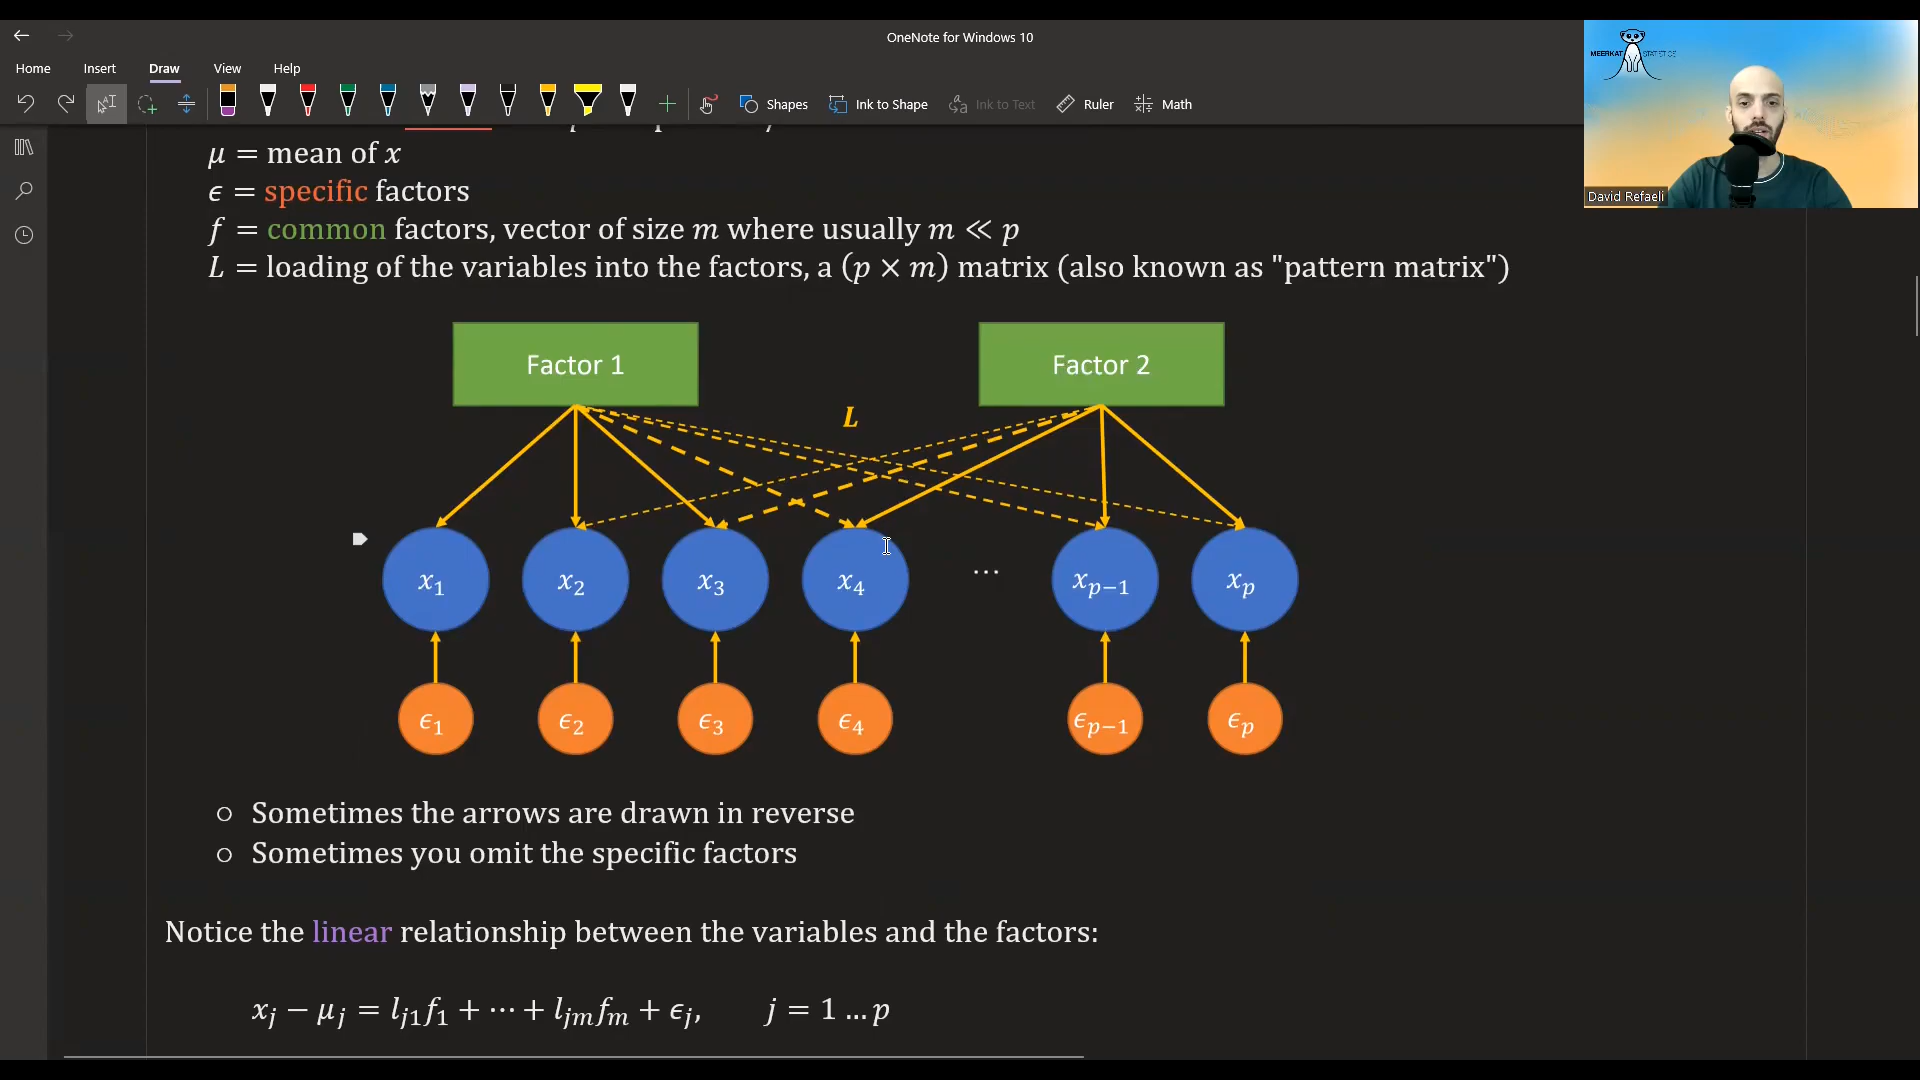 OneNote for Windows 10
Home Insert Draw View Help
Shapes Ink to Shape Ink to Text Ruler Math
MEERKAT STATISTICS
David Refaeli
μ = mean of x
ϵ = specific factors
f = common factors, vector of size m where usually m ≪ p
L = loading of the variables into the factors, a (p × m) matrix (also known as "pattern matrix")
Factor 1 Factor 2
L
x₁ x₂ x₃ x₄ ... xₚ₋₁ xₚ
ϵ₁ ϵ₂ ϵ₃ ϵ₄ ϵₚ₋₁ ϵₚ
○ Sometimes the arrows are drawn in reverse
○ Sometimes you omit the specific factors
Notice the linear relationship between the variables and the factors:
xⱼ − μⱼ = lⱼ₁f₁ + ⋯ + lⱼₘfₘ + ϵⱼ, j = 1 … p